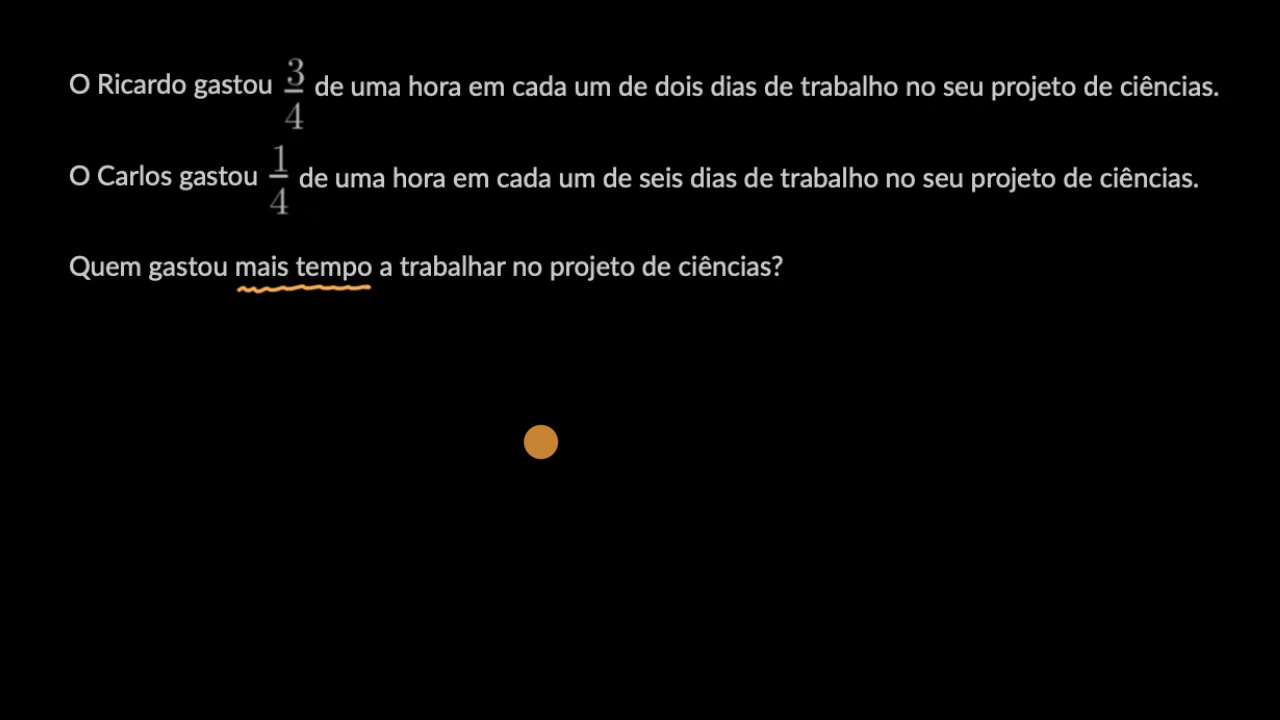 O Ricardo gastou 3/4 de uma hora em cada um de dois dias de trabalho no seu projeto de ciências.
O Carlos gastou 1/4 de uma hora em cada um de seis dias de trabalho no seu projeto de ciências.
Quem gastou mais tempo a trabalhar no projeto de ciências?